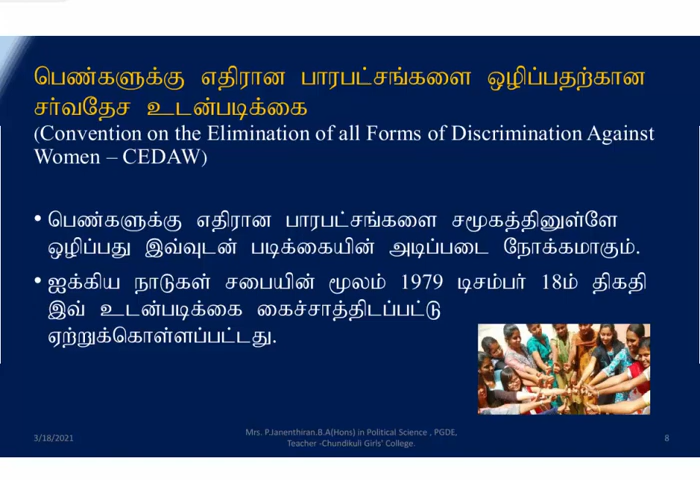 பெண்களுக்கு எதிரான பாரபட்சங்களை ஒழிப்பதற்கான
சர்வதேச உடன்படிக்கை
(Convention on the Elimination of all Forms of Discrimination Against
Women – CEDAW)
• பெண்களுக்கு எதிரான பாரபட்சங்களை சமூகத்தினுள்ளே
ஒழிப்பது இவ்வுடன் படிக்கையின் அடிப்படை நோக்கமாகும்.
• ஐக்கிய நாடுகள் சபையின் மூலம் 1979 டிசம்பர் 18ம் திகதி
இவ் உடன்படிக்கை கைச்சாத்திடப்பட்டு
ஏற்றுக்கொள்ளப்பட்டது.
3/18/2021
Mrs. P.Janenthiran.B.A(Hons) in Political Science , PGDE,
Teacher -Chundikuli Girls' College.
8